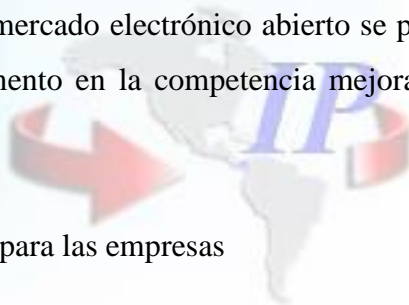 mercado electrónico abierto se p
mento en la competencia mejora
IP
para las empresas